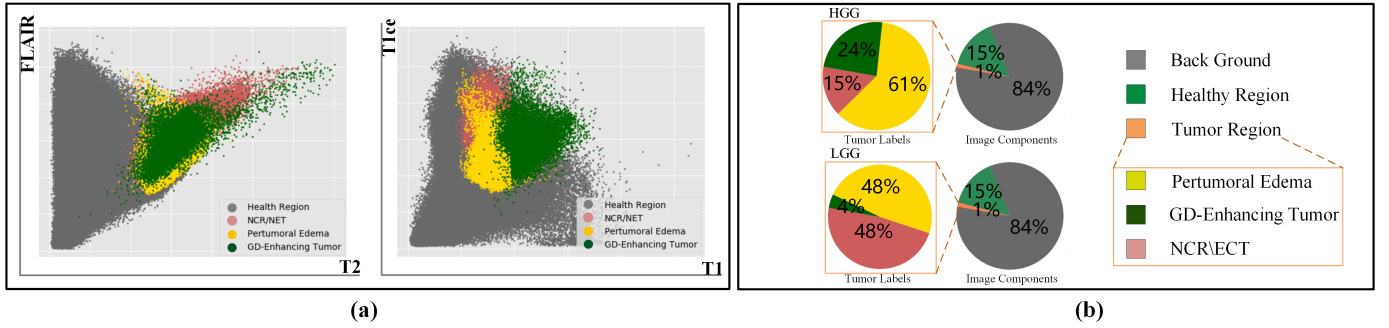 FLAIR
T2
Health Region
NCR/NET
Pertumoral Edema
GD-Enhancing Tumor
T1ce
T1
Health Region
NCR/NET
Pertumoral Edema
GD-Enhancing Tumor
(a)
HGG
24%
15%
61%
Tumor Labels
15%
1%
84%
Image Components
LGG
48%
4%
48%
Tumor Labels
15%
1%
84%
Image Components
Back Ground
Healthy Region
Tumor Region
Pertumoral Edema
GD-Enhancing Tumor
NCR\ECT
(b)